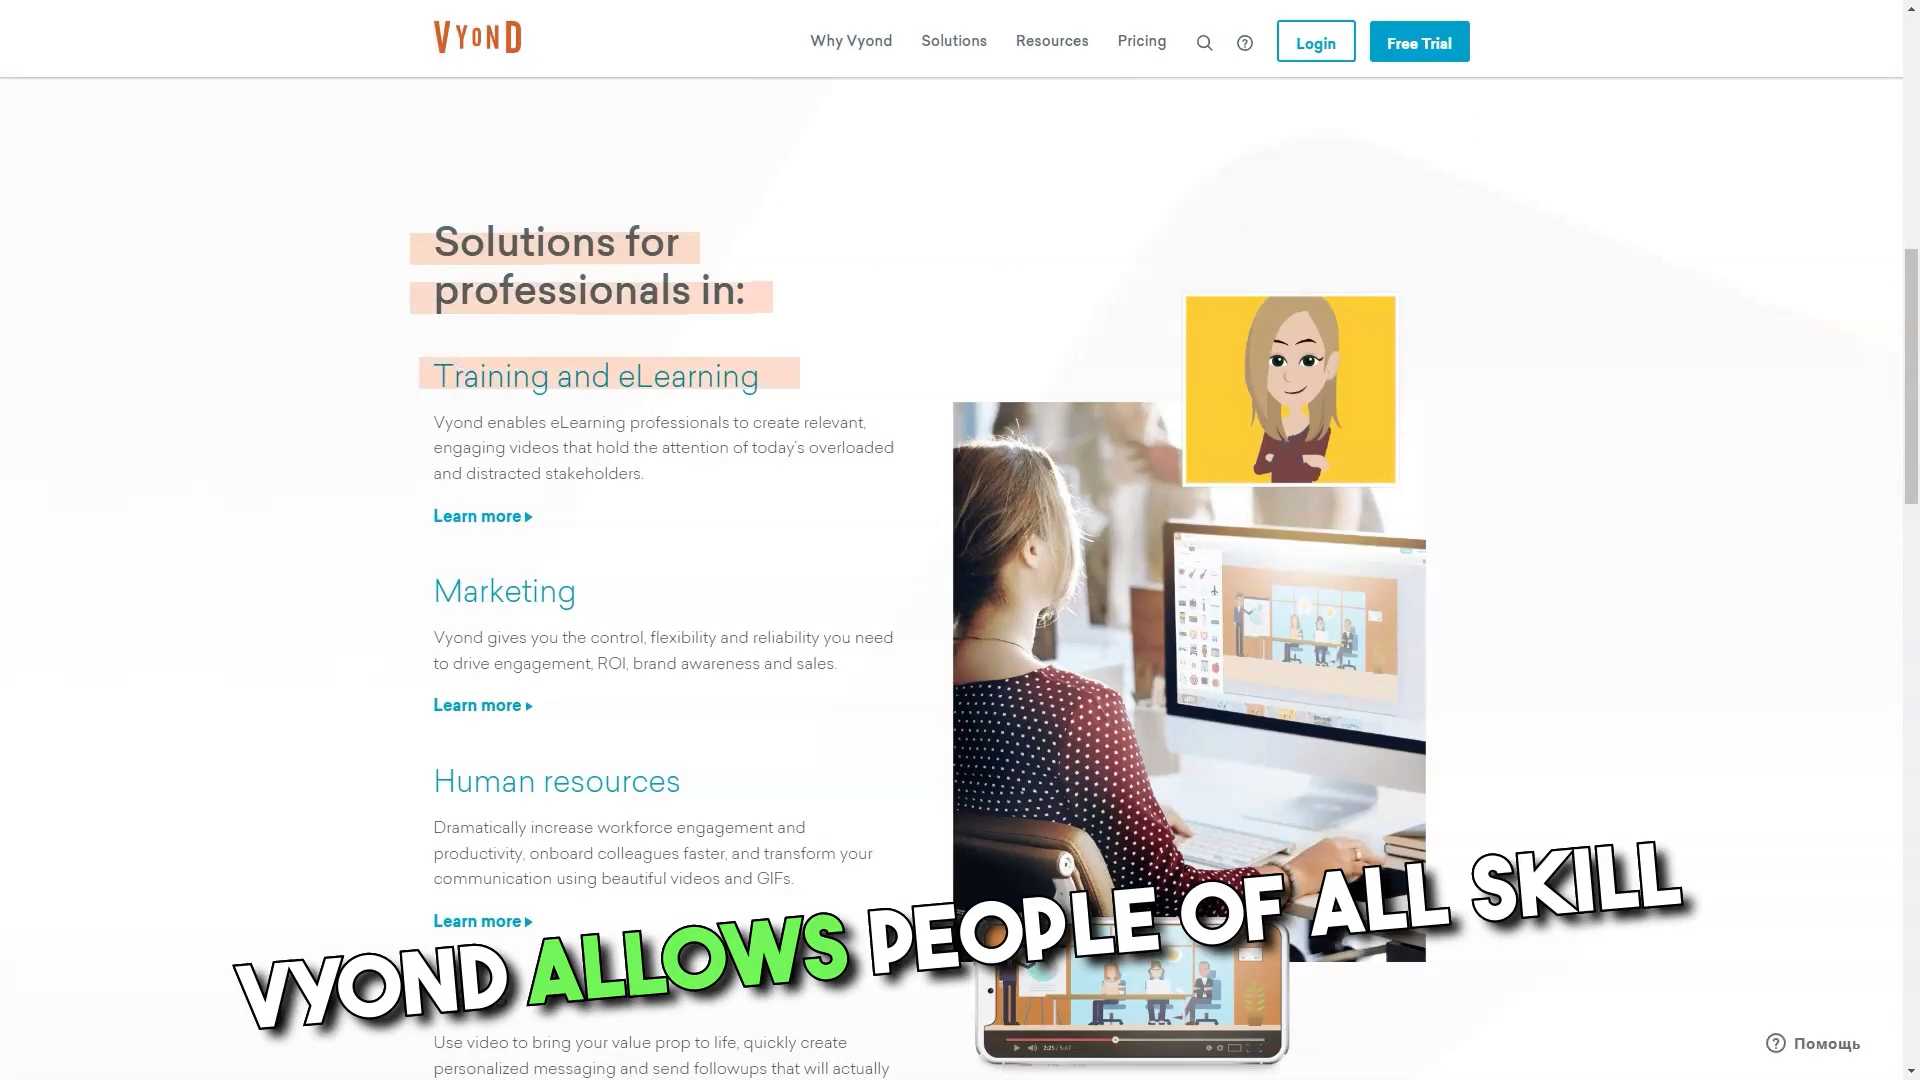 VYOND
Why Vyond Solutions Resources Pricing Login Free Trial
Solutions for
professionals in:
Training and eLearning
Vyond enables eLearning professionals to create relevant,
engaging videos that hold the attention of today's overloaded
and distracted stakeholders.
Learn more
Marketing
Vyond gives you the control, flexibility and reliability you need
to drive engagement, ROI, brand awareness and sales.
Learn more
Human resources
Dramatically increase workforce engagement and
productivity, onboard colleagues faster, and transform your
communication using beautiful videos and GIFs.
Learn more
VYOND ALLOWS PEOPLE OF ALL SKILL
Use video to bring your value prop to life, quickly create
personalized messaging and send followups that will actually
2:25 / 5:47
Помощь